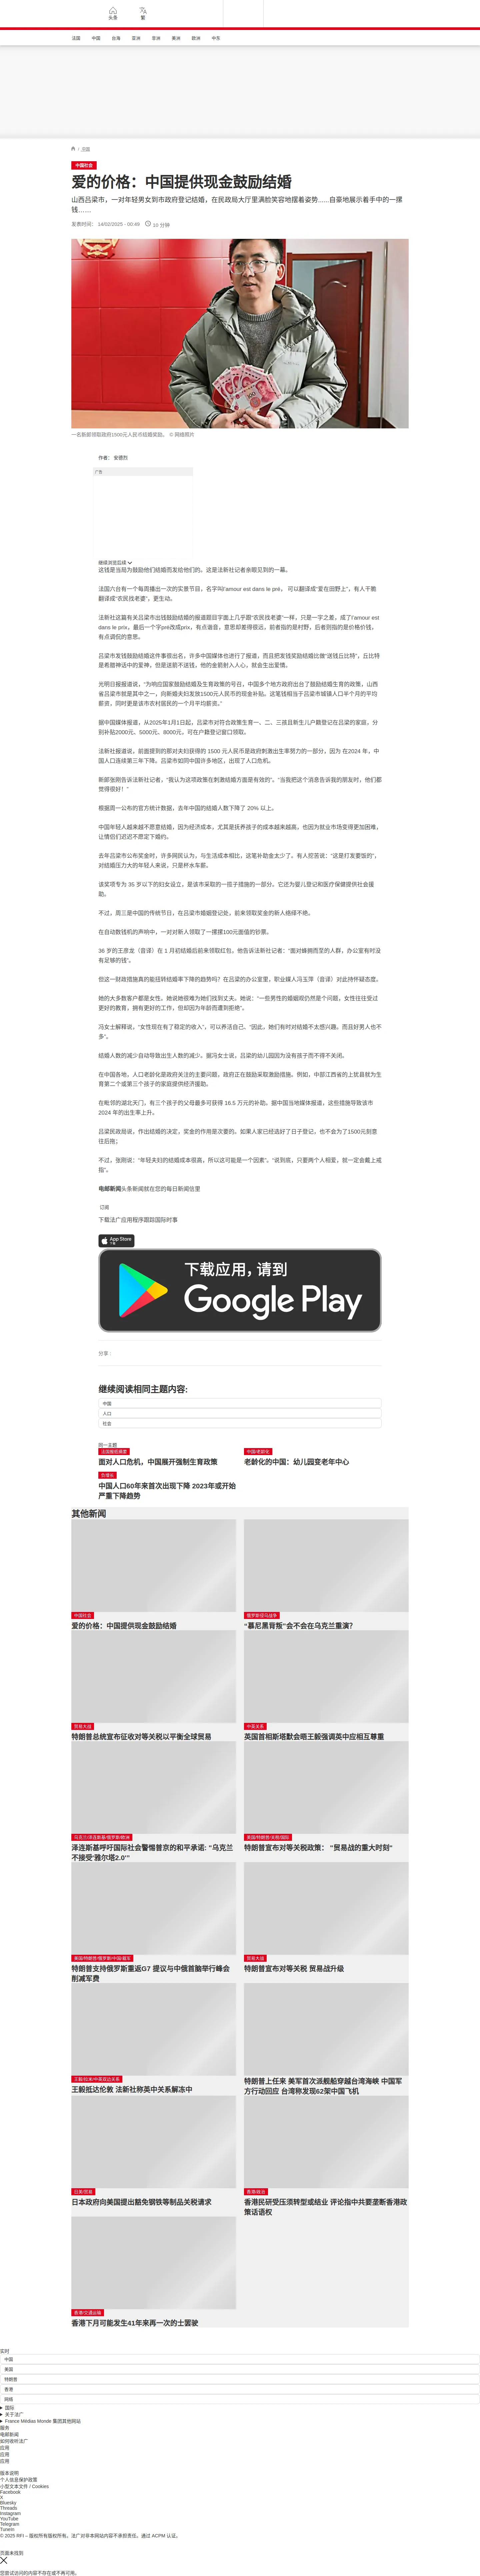 头条
繁
法国
中国
台海
亚洲
非洲
美洲
欧洲
中东
/ 中国
中国社会
爱的价格：中国提供现金鼓励结婚
山西吕梁市，一对年轻男女到市政府登记结婚，在民政局大厅里满脸笑容地摆着姿势......自豪地展示着手中的一摞
钱……
发表时间： 14/02/2025 - 00:49
10 分钟
一名新郎领取政府1500元人民币结婚奖励。 © 网络照片
作者： 安德烈
广告
继续浏览后续
这钱是当局为鼓励他们结婚而发给他们的。这是法新社记者亲眼见到的一幕。
法国六台有一个每周播出一次的实景节目，名字叫l'amour est dans le pré， 可以翻译成"爱在田野上"，有人干脆
翻译成"农民找老婆"，更生动。
法新社这篇有关吕梁市出钱鼓励结婚的报道题目字面上几乎跟"农民找老婆"一样，只是一字之差，成了l'amour est
dans le prix，最后一个字pré改成prix，有点谐音，意思却差得很远，前者指的是村野，后者则指的是价格价钱，
有点调侃的意思。
吕梁市发钱鼓励结婚这件事很出名，许多中国媒体也进行了报道，而且把发钱奖励结婚比做"送钱丘比特"，丘比特
是希腊神话中的爱神，但是送箭不送钱，他的金箭射入人心，就会生出爱情。
光明日报报道说，"为响应国家鼓励结婚及生育政策的号召，中国多个地方政府出台了鼓励结婚生育的政策，山西
省吕梁市就是其中之一，向新婚夫妇发放1500元人民币的现金补贴。这笔钱相当于吕梁市城镇人口半个月的平均
薪资，同时更是该市农村居民的一个月平均薪资。"
据中国媒体报道，从2025年1月1日起，吕梁市对符合政策生育一、二、三孩且新生儿户籍登记在吕梁的家庭，分
别补贴2000元、5000元、8000元，可在户籍登记窗口领取。
法新社报道说，前面提到的那对夫妇获得的 1500 元人民币是政府刺激出生率努力的一部分，因为 在2024 年，中
国人口连续第三年下降。吕梁市如同中国许多地区，出现了人口危机。
新郎张刚告诉法新社记者，"我认为这项政策在刺激结婚方面是有效的"。"当我把这个消息告诉我的朋友时，他们都
觉得很好！"
根据周一公布的官方统计数据，去年中国的结婚人数下降了 20% 以上。
中国年轻人越来越不愿意结婚，因为经济成本，尤其是抚养孩子的成本越来越高，也因为就业市场变得更加困难，
让情侣们迟迟不愿定下婚约。
去年吕梁市公布奖金时，许多网民认为，与生活成本相比，这笔补助金太少了。有人挖苦说："这是打发要饭的"，
对结婚压力大的年轻人来说，只是杯水车薪。
该奖项专为 35 岁以下的妇女设立，是该市采取的一揽子措施的一部分。它还为婴儿登记和医疗保健提供社会援
助。
不过，周三是中国的传统节日，在吕梁市婚姻登记处，前来领取奖金的新人络绎不绝。
在自动数钱机的声响中，一对对新人领取了一摞摞100元面值的钞票。
36 岁的王彦龙（音译）在 1 月初结婚后前来领取红包，他告诉法新社记者："面对蜂拥而至的人群，办公室有时没
有足够的钱"。
但这一财政措施真的能扭转结婚率下降的趋势吗？在吕梁的办公室里，职业媒人冯玉萍（音译）对此持怀疑态度。
她的大多数客户都是女性。她说她很难为她们找到丈夫。她说："一些男性的婚姻观仍然是个问题，女性往往受过
更好的教育，拥有更好的工作，但却因为年龄而遭到拒绝"。
冯女士解释说，"女性现在有了稳定的收入"，可以养活自己。"因此，她们有时对结婚不太感兴趣。而且好男人也不
多"。
结婚人数的减少自动导致出生人数的减少。据冯女士说，吕梁的幼儿园因为没有孩子而不得不关闭。
在中国各地，人口老龄化是政府关注的主要问题，政府正在鼓励采取激励措施。例如，中部江西省的上犹县就为生
育第二个或第三个孩子的家庭提供经济援助。
在毗邻的湖北天门，有三个孩子的父母最多可获得 16.5 万元的补助。据中国当地媒体报道，这些措施导致该市
2024 年的出生率上升。
吕梁民政局说，作出结婚的决定，奖金的作用是次要的。如果人家已经选好了日子登记，也不会为了1500元刻意
往后拖；
不过，张刚说："年轻夫妇的结婚成本很高，所以这可能是一个因素"。"说到底，只要两个人相爱，就一定会戴上戒
指"。
电邮新闻头条新闻就在您的每日新闻信里
订阅
下载法广应用程序跟踪国际时事
App Store
下载应用，请到
Google Play
分享 :
继续阅读相同主题内容:
中国
人口
社会
同一主题
法国报纸摘要
面对人口危机，中国展开强制生育政策
中国/老龄化
老龄化的中国：幼儿园变老年中心
负增长
中国人口60年来首次出现下降 2023年或开始
严重下降趋势
其他新闻
中国社会
爱的价格：中国提供现金鼓励结婚
俄罗斯侵乌战争
“慕尼黑背叛”会不会在乌克兰重演?
贸易大战
特朗普总统宣布征收对等关税以平衡全球贸易
中英关系
英国首相斯塔默会晤王毅强调英中应相互尊重
乌克兰/泽连斯基/俄罗斯/欧洲
泽连斯基呼吁国际社会警惕普京的和平承诺: "乌克兰
不接受'雅尔塔2.0'"
美国/特朗普/关税/国际
特朗普宣布对等关税政策： "贸易战的重大时刻"
美国/特朗普/俄罗斯/中国/裁军
特朗普支持俄罗斯重返G7 提议与中俄首脑举行峰会
削减军费
贸易大战
特朗普宣布对等关税 贸易战升级
王毅/拉米/中英双边关系
王毅抵达伦敦 法新社称英中关系解冻中
特朗普上任来 美军首次派舰船穿越台湾海峡 中国军
方行动回应 台湾称发现62架中国飞机
日美/贸易
日本政府向美国提出豁免钢铁等制品关税请求
香港/政治
香港民研受压须转型或结业 评论指中共要垄断香港政
策话语权
香港/交通运输
香港下月可能发生41年来再一次的士罢驶
实时
中国
美国
特朗普
香港
网络
国际
关于法广
France Médias Monde 集团其他网站
服务
电邮新闻
如何收听法广
应用
应用
应用
版本说明
个人信息保护政策
小型文本文件 / Cookies
Facebook
X
Bluesky
Threads
Instagram
YouTube
Telegram
TuneIn
© 2025 RFI – 版权所有版权所有。法广对非本网站内容不承担责任。通过 ACPM 认证。
页面未找到
您尝试访问的内容不存在或不再可用。